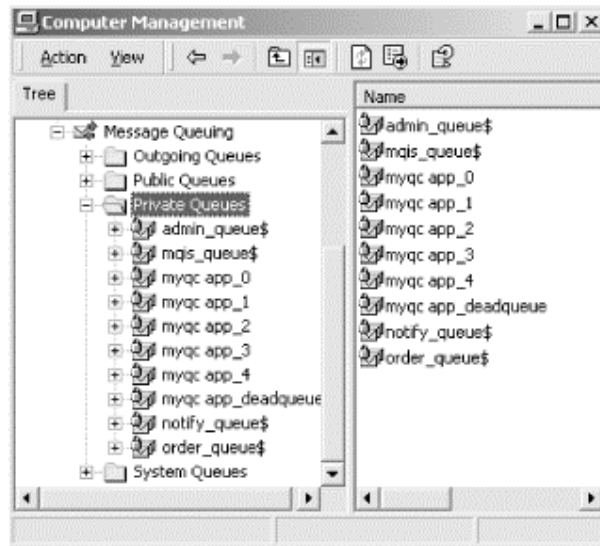 Computer Management
Action View
Tree
Message Queuing
Outgoing Queues
Public Queues
Private Queues
admin_queue$
mqis_queue$
myqc app_0
myqc app_1
myqc app_2
myqc app_3
myqc app_4
myqc app_deadqueue
notify_queue$
order_queue$
System Queues
Name
admin_queue$
mqis_queue$
myqc app_0
myqc app_1
myqc app_2
myqc app_3
myqc app_4
myqc app_deadqueue
notify_queue$
order_queue$